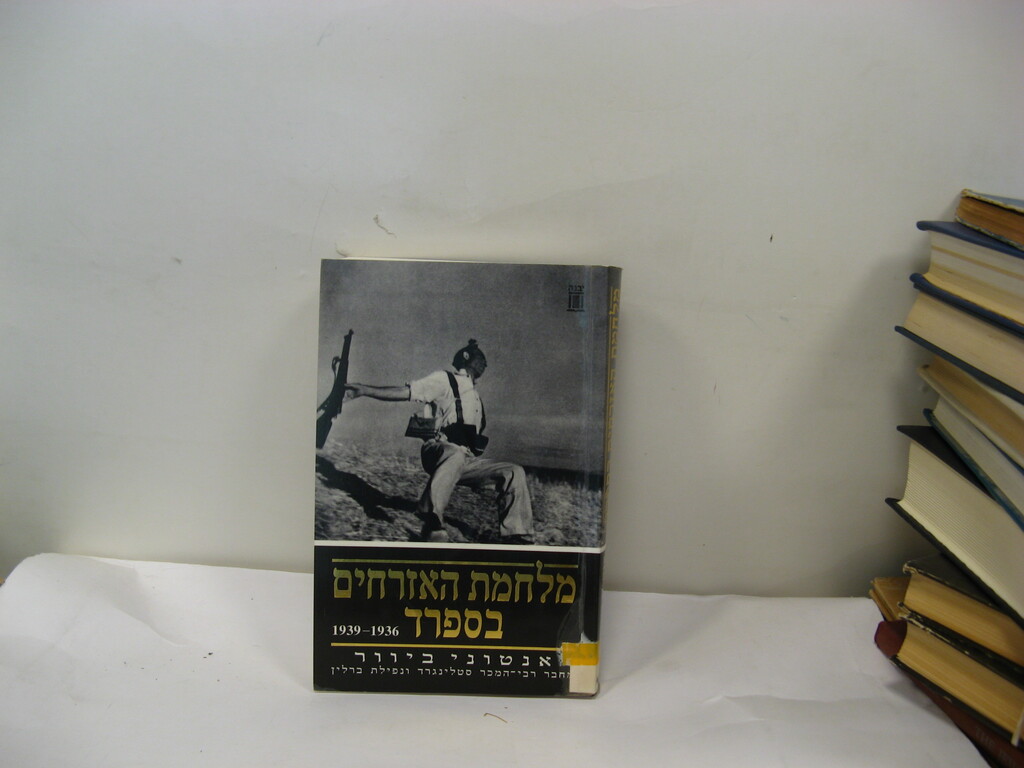 מלחמת האזרחים
בספרד
1939–1936
אנטוני ביוור
מחבר רבי-המכר סטלינגרד ונפילת ברלין